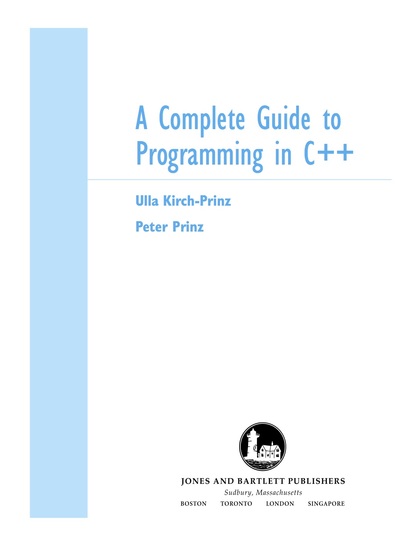 A Complete Guide to
Programming in C++
Ulla Kirch-Prinz
Peter Prinz
JONES AND BARTLETT PUBLISHERS
Sudbury, Massachusetts
BOSTON TORONTO LONDON SINGAPORE